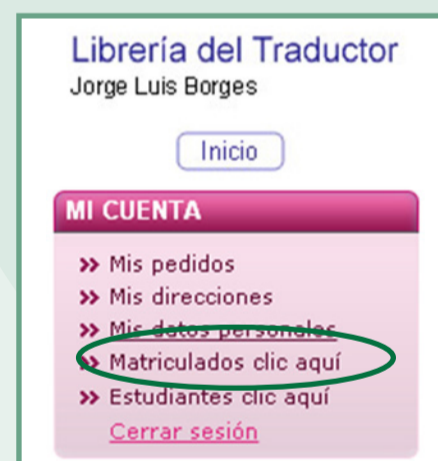 Librería del Traductor
Jorge Luis Borges
Inicio
MI CUENTA
>> Mis pedidos
>> Mis direcciones
>> Mis datos personales
>> Matriculados clic aquí
>> Estudiantes clic aquí
Cerrar sesión